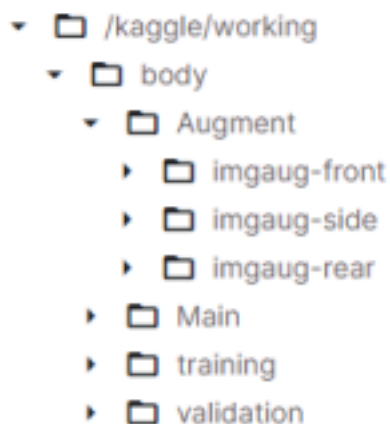 /kaggle/working
body
Augment
imgaug-front
imgaug-side
imgaug-rear
Main
training
validation